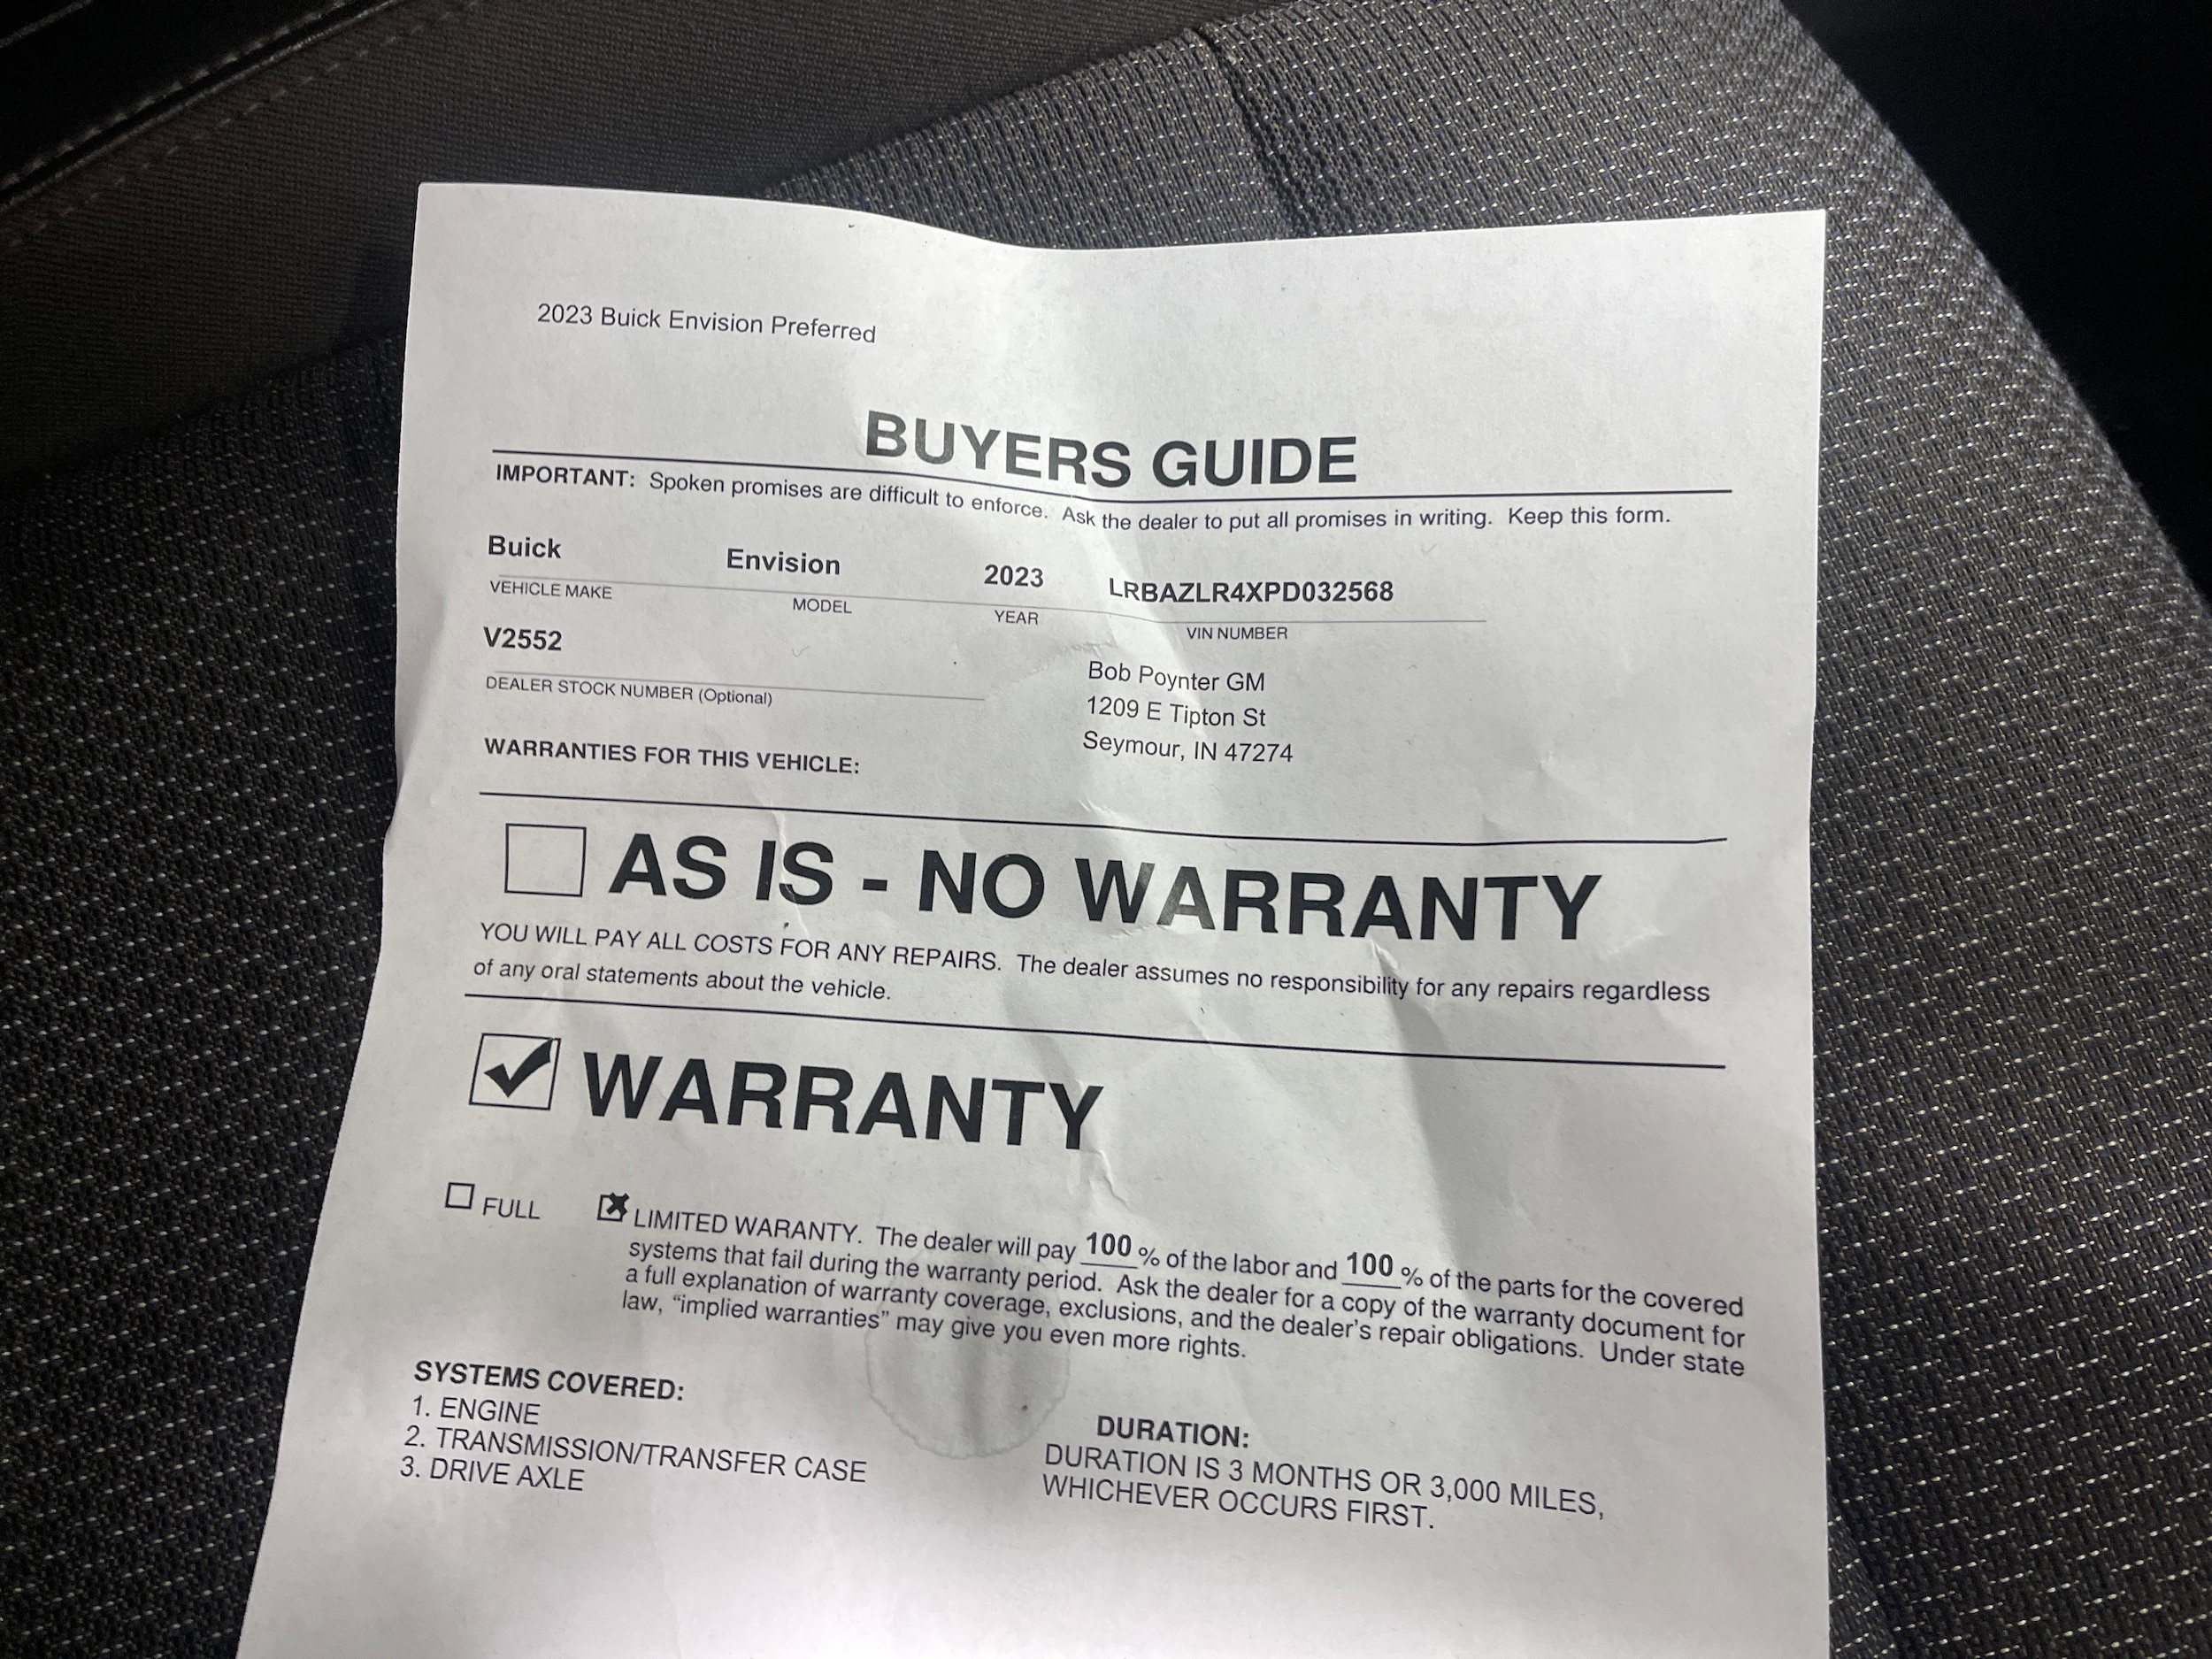 2023 Buick Envision Preferred
BUYERS GUIDE
IMPORTANT: Spoken promises are difficult to enforce. Ask the dealer to put all promises in writing. Keep this form.
Buick Envision 2023 LRBAZLR4XPD032568
VEHICLE MAKE MODEL YEAR VIN NUMBER
V2552
DEALER STOCK NUMBER (Optional)
Bob Poynter GM
1209 E Tipton St
Seymour, IN 47274
WARRANTIES FOR THIS VEHICLE:
AS IS - NO WARRANTY
YOU WILL PAY ALL COSTS FOR ANY REPAIRS. The dealer assumes no responsibility for any repairs regardless
of any oral statements about the vehicle.
WARRANTY
FULL
LIMITED WARANTY. The dealer will pay 100 % of the labor and 100 % of the parts for the covered
systems that fail during the warranty period. Ask the dealer for a copy of the warranty document for
a full explanation of warranty coverage, exclusions, and the dealer's repair obligations. Under state
law, “implied warranties” may give you even more rights.
SYSTEMS COVERED:
1. ENGINE
2. TRANSMISSION/TRANSFER CASE
3. DRIVE AXLE
DURATION:
DURATION IS 3 MONTHS OR 3,000 MILES,
WHICHEVER OCCURS FIRST.